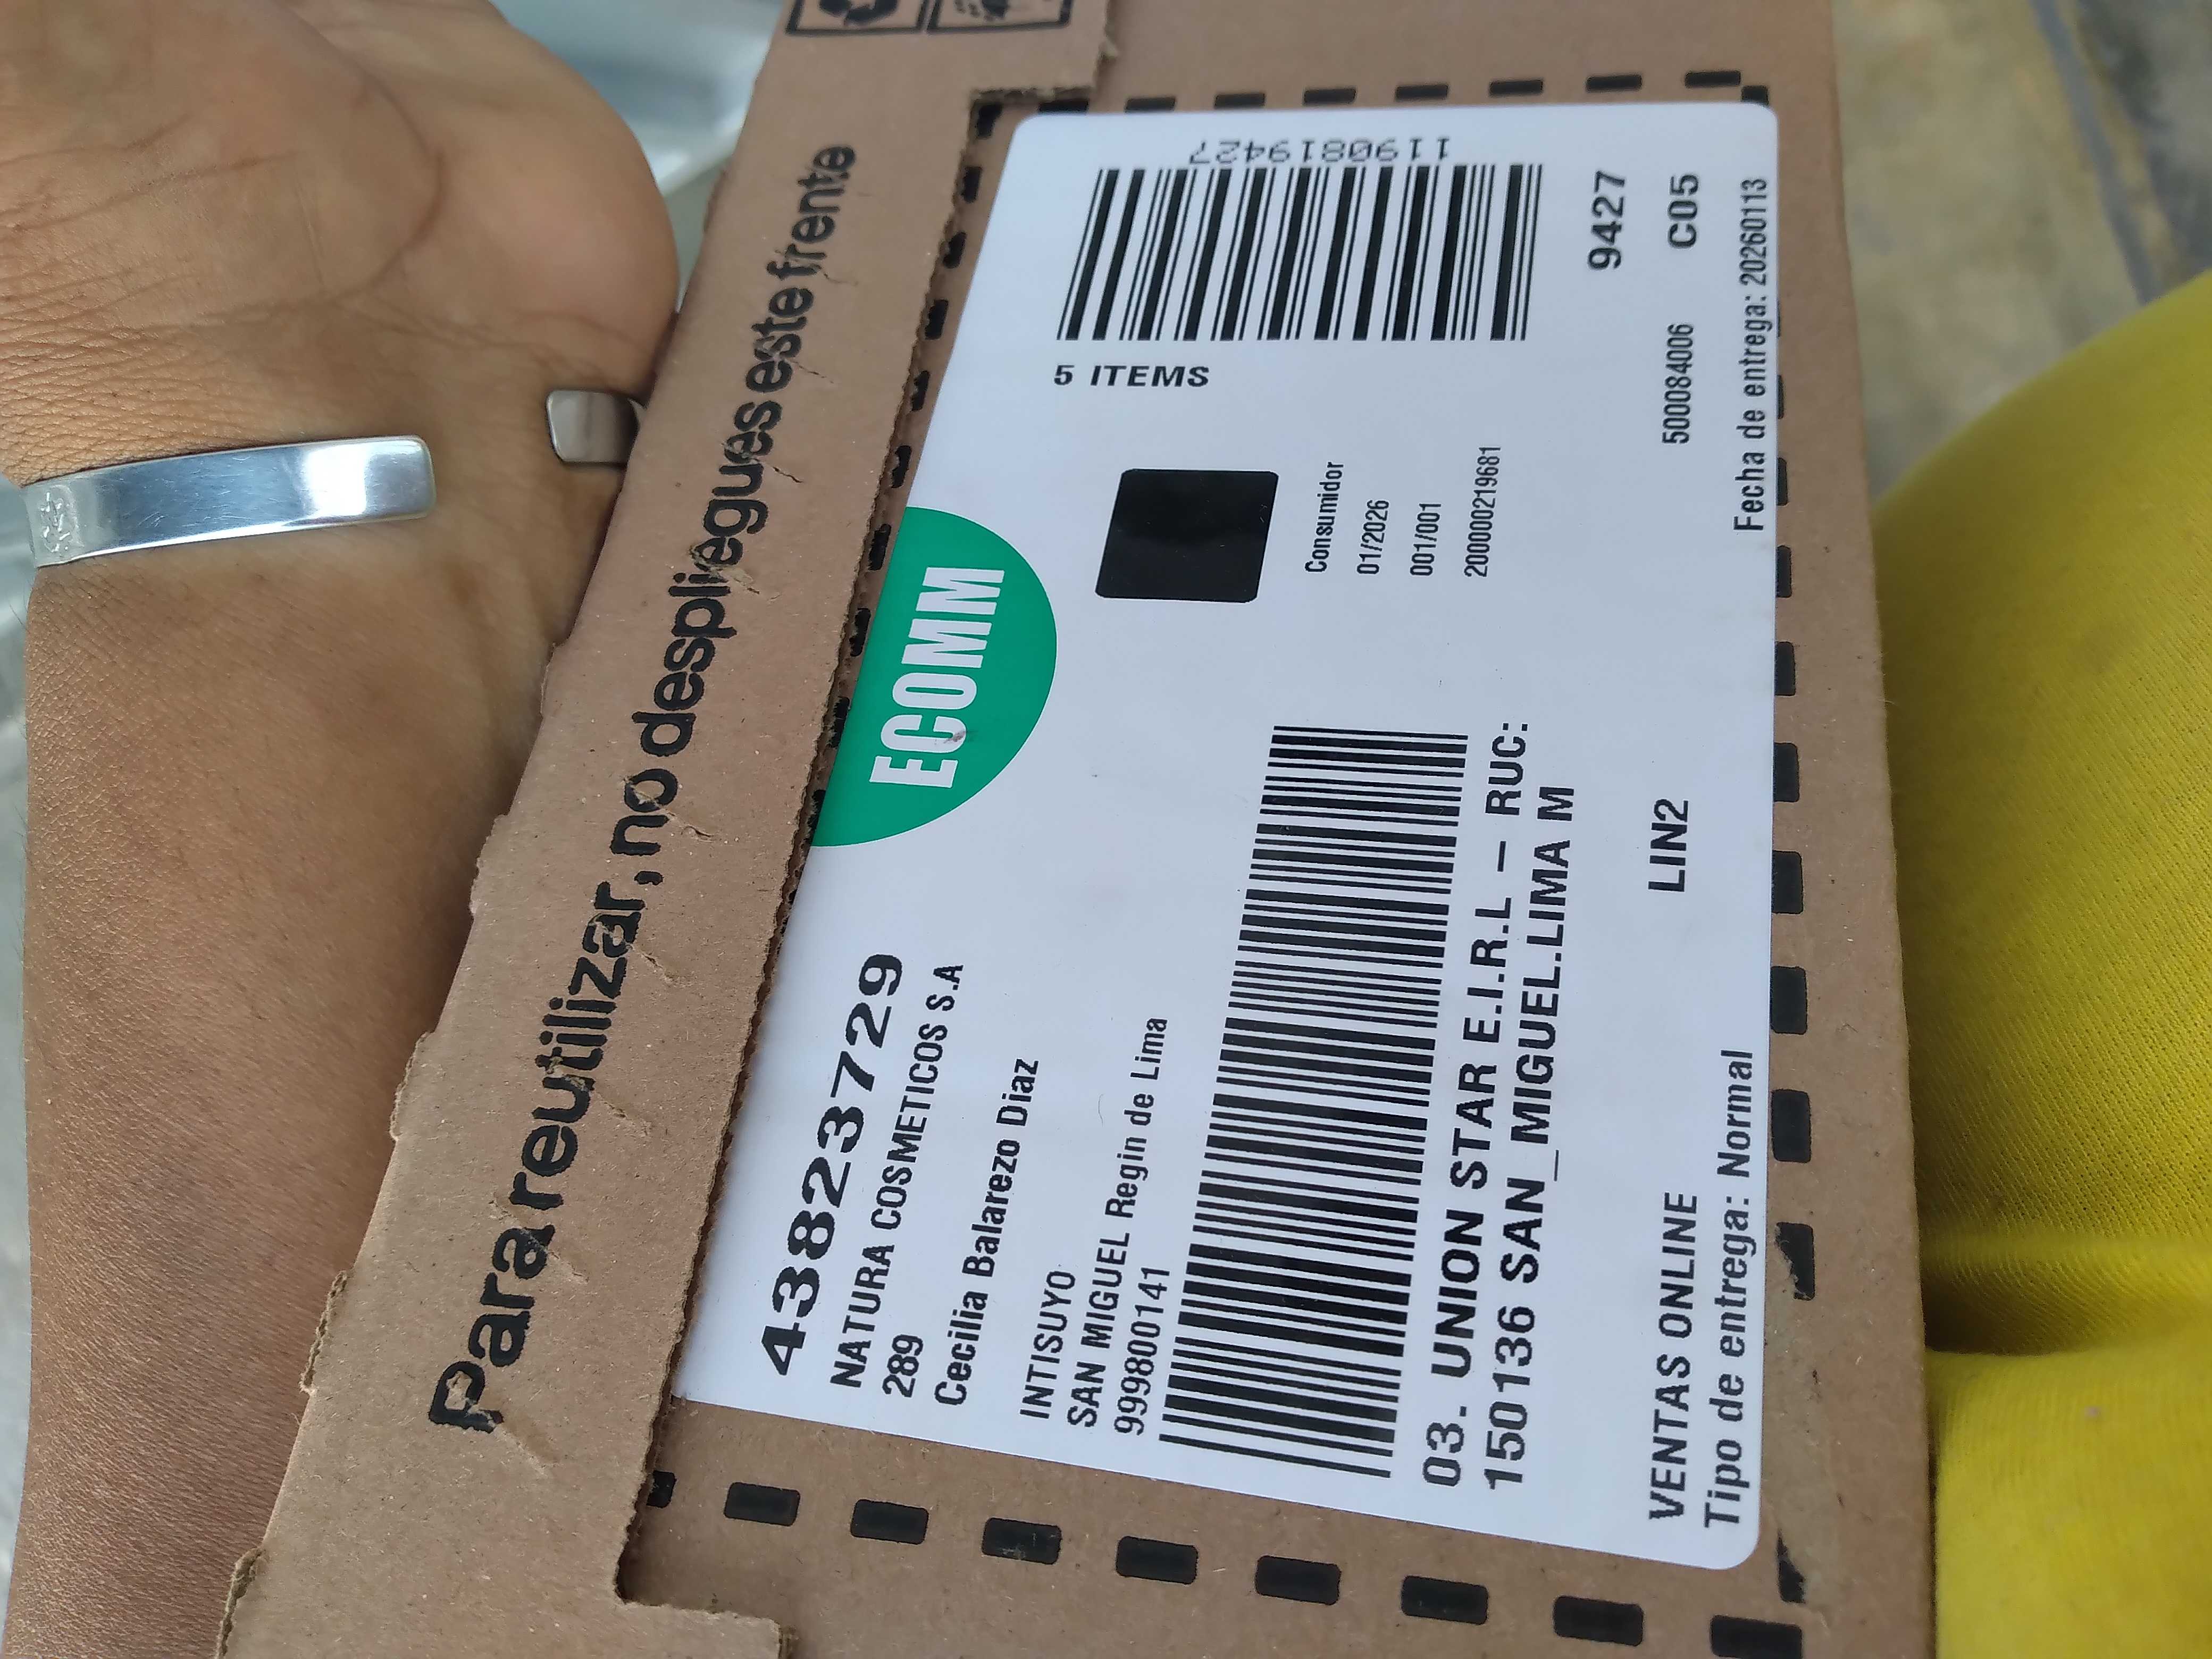 Para reutilizar, no despliegues este frente
ECOMM
43823729
NATURA COSMETICOS S.A
289
Cecilia Balarezo Diaz
INTISUYO
SAN MIGUEL Regin de Lima
999800141
03. UNION STAR E.I.R.L - RUC:
150136 SAN_MIGUEL.LIMA M
LIN2
VENTAS ONLINE
Tipo de entrega: Normal
1190819427
5 ITEMS
Consumidor
01/2026
001/001
200000219681
9427
500084006 C05
Fecha de entrega: 20260113